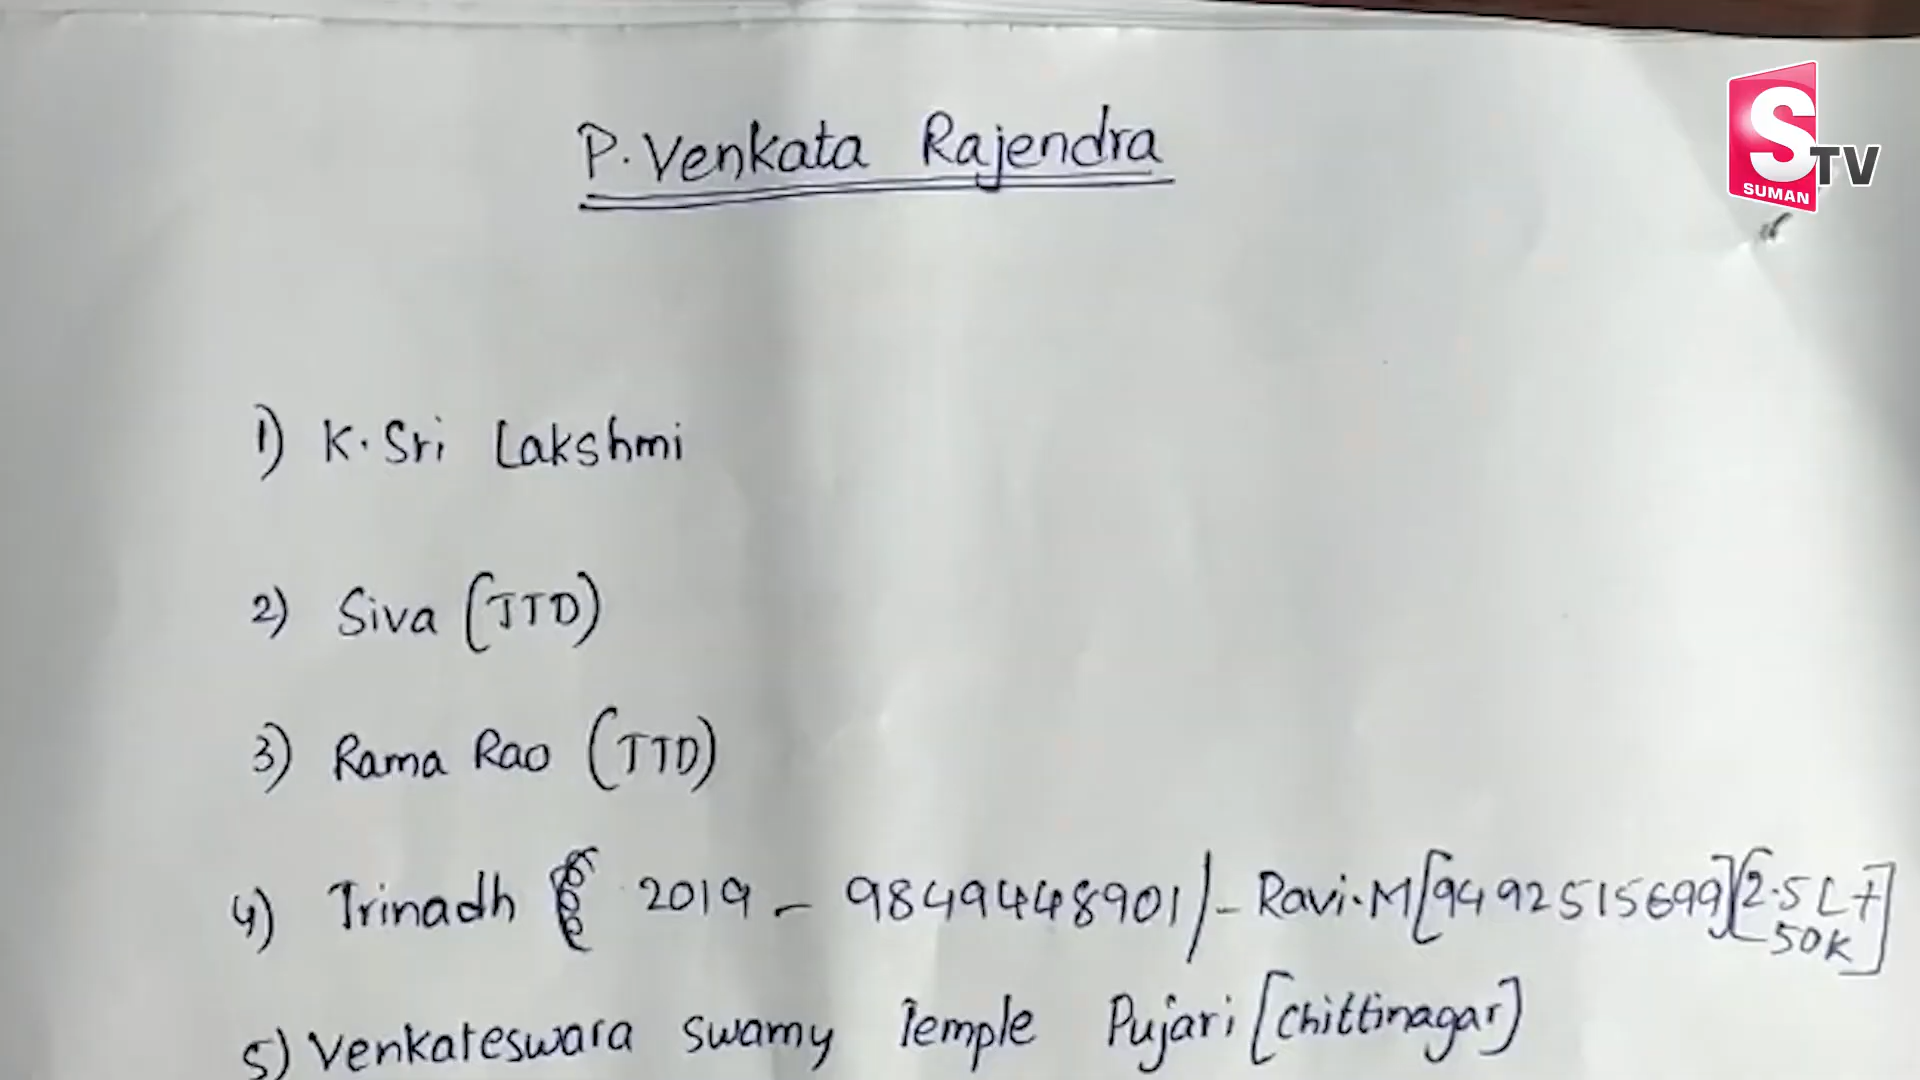 P. Venkata Rajendra
S TV
SUMAN
1) K. Sri Lakshmi
2) Siva (TTD)
3) Rama Rao (TTD)
4) Trinadh 2019 - 9849448901/- Ravi.M [9492515699] [2.5 L + 50K]
5) Venkateswara swamy Temple Pujari [Chittinagar]